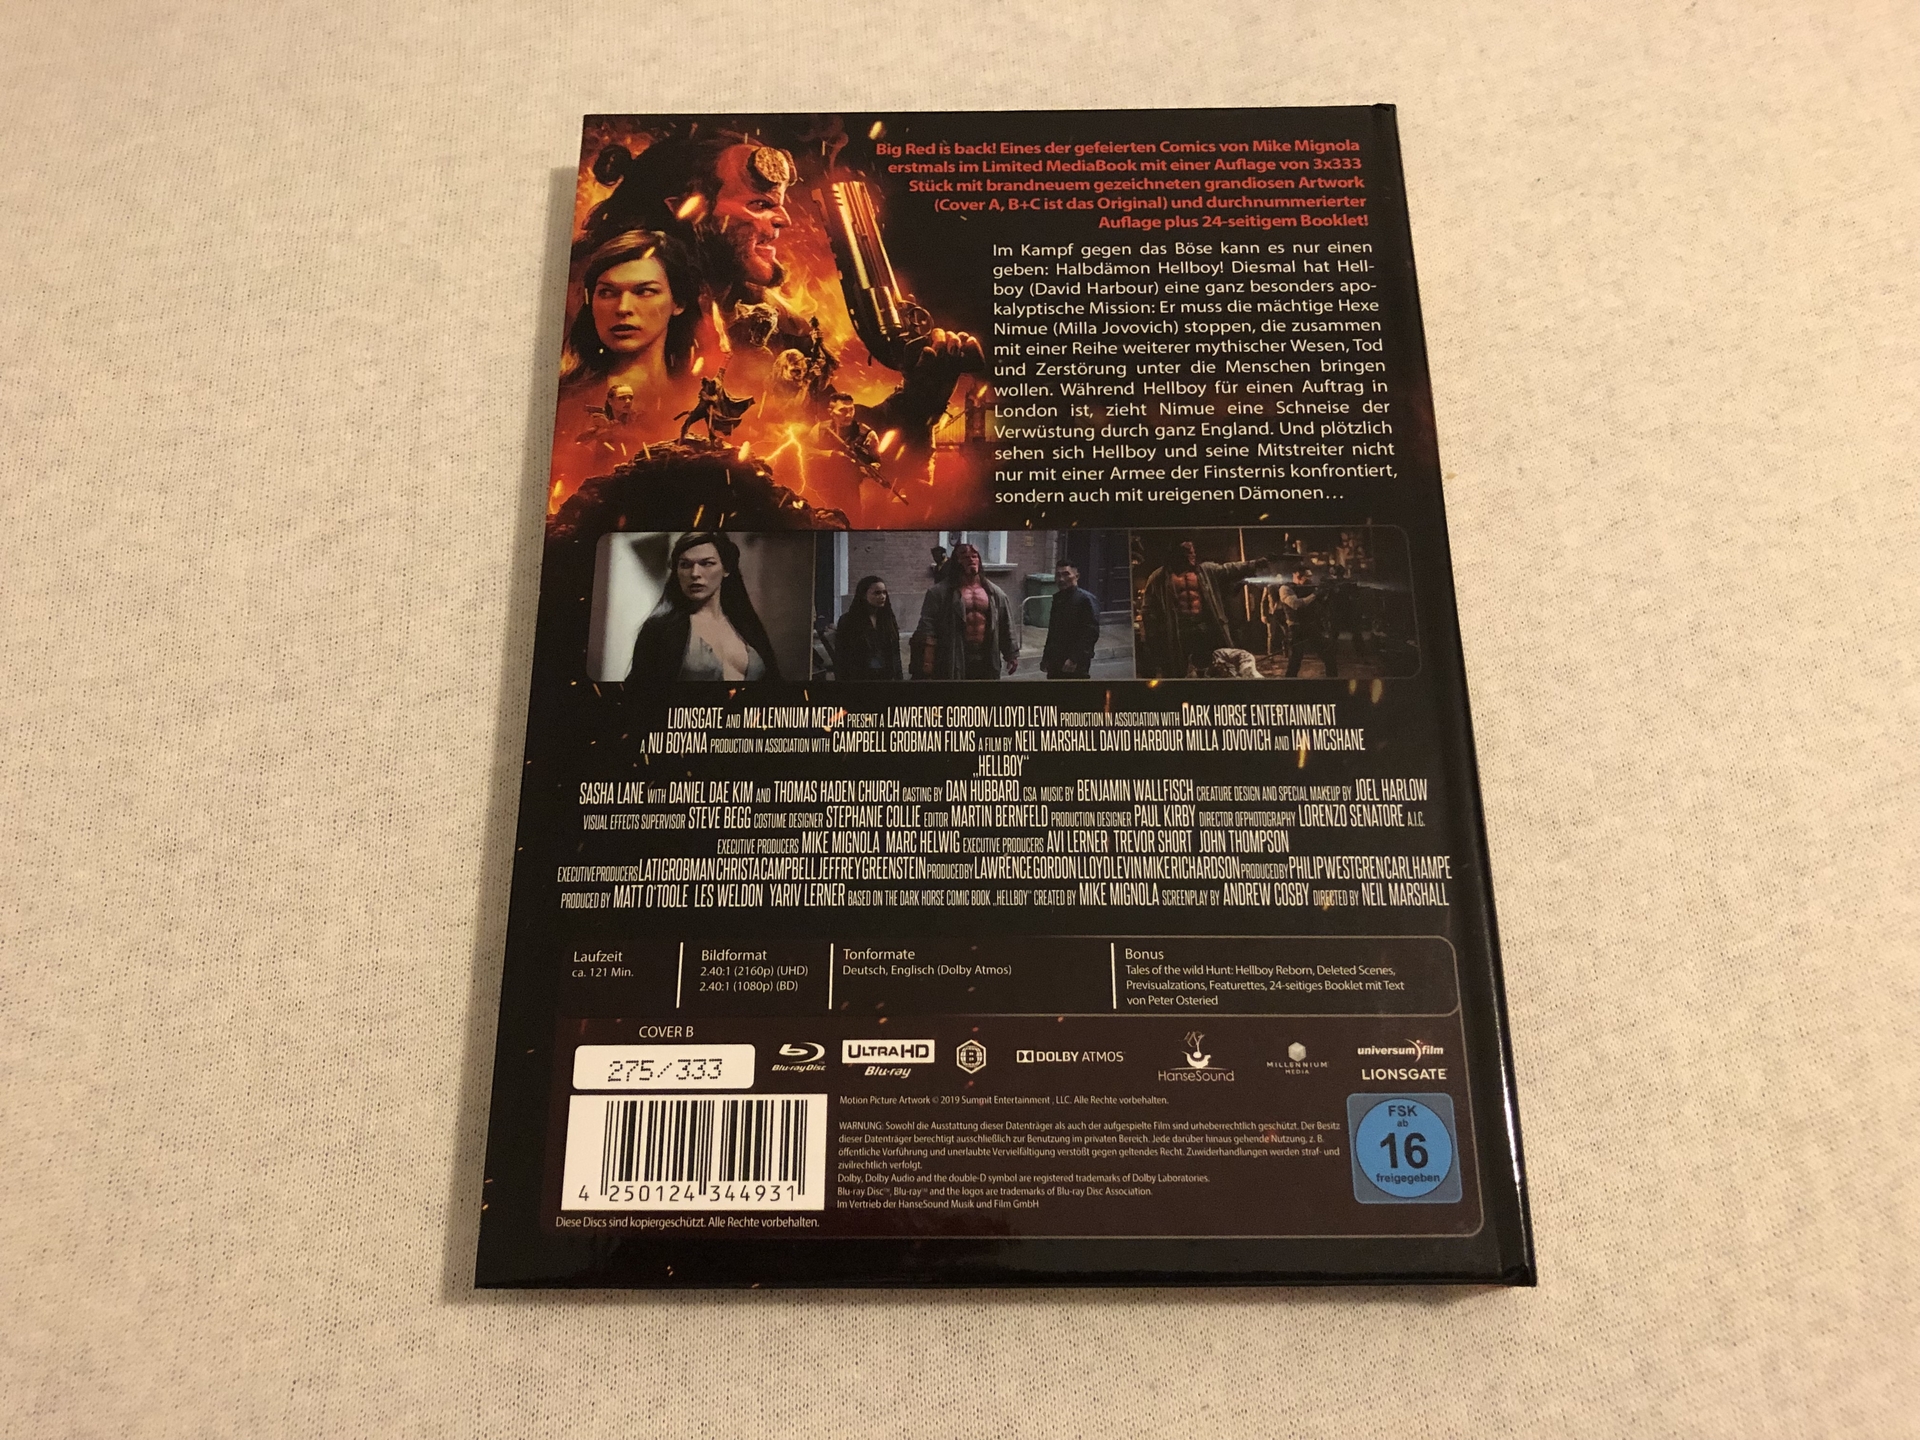 Big Red is back! Eines der gefeierten Comics von Mike Mignola
erstmals im Limited MediaBook mit einer Auflage von 3x333
Stück mit brandneuem gezeichneten grandiosen Artwork
(Cover A, B+C ist das Original) und durchnummerierter
Auflage plus 24-seitigem Booklet!
Im Kampf gegen das Böse kann es nur einen
geben: Halbdämon Hellboy! Diesmal hat Hell-
boy (David Harbour) eine ganz besonders apo-
kalyptische Mission: Er muss die mächtige Hexe
Nimue (Milla Jovovich) stoppen, die zusammen
mit einer Reihe weiterer mythischer Wesen, Tod
und Zerstörung unter die Menschen bringen
wollen. Während Hellboy für einen Auftrag in
London ist, zieht Nimue eine Schneise der
Verwüstung durch ganz England. Und plötzlich
sehen sich Hellboy und seine Mitstreiter nicht
nur mit einer Armee der Finsternis konfrontiert,
sondern auch mit ureigenen Dämonen...
LIONSGATE AND MILLENNIUM MEDIA PRESENT A LAWRENCE GORDON/LLOYD LEVIN PRODUCTION IN ASSOCIATION WITH DARK HORSE ENTERTAINMENT
A NU BOYANA PRODUCTION IN ASSOCIATION WITH CAMPBELL GROBMAN FILMS A FILM BY NEIL MARSHALL DAVID HARBOUR MILLA JOVOVICH AND IAN MCSHANE
„HELLBOY“
SASHA LANE WITH DANIEL DAE KIM AND THOMAS HADEN CHURCH CASTING BY DAN HUBBARD, CSA MUSIC BY BENJAMIN WALLFISCH CREATURE DESIGN AND SPECIAL MAKEUP BY JOEL HARLOW
VISUAL EFFECTS SUPERVISOR STEVE BEGG COSTUME DESIGNER STEPHANIE COLLIE EDITOR MARTIN BERNFELD PRODUCTION DESIGNER PAUL KIRBY DIRECTOR OFPHOTOGRAPHY LORENZO SENATORE A.I.C.
EXECUTIVE PRODUCERS MIKE MIGNOLA MARC HELWIG EXECUTIVE PRODUCERS AVI LERNER TREVOR SHORT JOHN THOMPSON
EXECUTIVE PRODUCERS LATI GROBMAN CHRISTA CAMPBELL JEFFREY GREENSTEIN PRODUCED BY LAWRENCE GORDON LLOYD LEVIN MIKE RICHARDSON PRODUCED BY PHILIP WESTGREN CARL HAMPE
PRODUCED BY MATT O'TOOLE LES WELDON YARIV LERNER BASED ON THE DARK HORSE COMIC BOOK „HELLBOY“ CREATED BY MIKE MIGNOLA SCREENPLAY BY ANDREW COSBY DIRECTED BY NEIL MARSHALL
Laufzeit
ca. 121 Min.
Bildformat
2.40:1 (2160p) (UHD)
2.40:1 (1080p) (BD)
Tonformate
Deutsch, Englisch (Dolby Atmos)
Bonus
Tales of the wild Hunt: Hellboy Reborn, Deleted Scenes,
Previsualzations, Featurettes, 24-seitiges Booklet mit Text
von Peter Osteried
COVER B
275/333
Blu-ray Disc
ULTRA HD
Blu-ray
B
DOLBY ATMOS
HanseSound
MILLENNIUM
MEDIA
universum film
LIONSGATE
Motion Picture Artwork © 2019 Summit Entertainment , LLC. Alle Rechte vorbehalten.
WARNUNG: Sowohl die Ausstattung dieser Datenträger als auch der aufgespielte Film sind urheberrechtlich geschützt. Der Besitz
dieser Datenträger berechtigt ausschließlich zur Benutzung im privaten Bereich. Jede darüber hinaus gehende Nutzung, z. B.
öffentliche Vorführung und unerlaubte Vervielfältigung verstößt gegen geltendes Recht. Zuwiderhandlungen werden straf- und
zivilrechtlich verfolgt.
Dolby, Dolby Audio and the double-D symbol are registered trademarks of Dolby Laboratories.
Blu-ray Disc™, Blu-ray™ and the logos are trademarks of Blu-ray Disc Association.
Im Vertrieb der HanseSound Musik und Film GmbH
FSK
ab
16
freigegeben
4 250124 344931
Diese Discs sind kopiergeschützt. Alle Rechte vorbehalten.